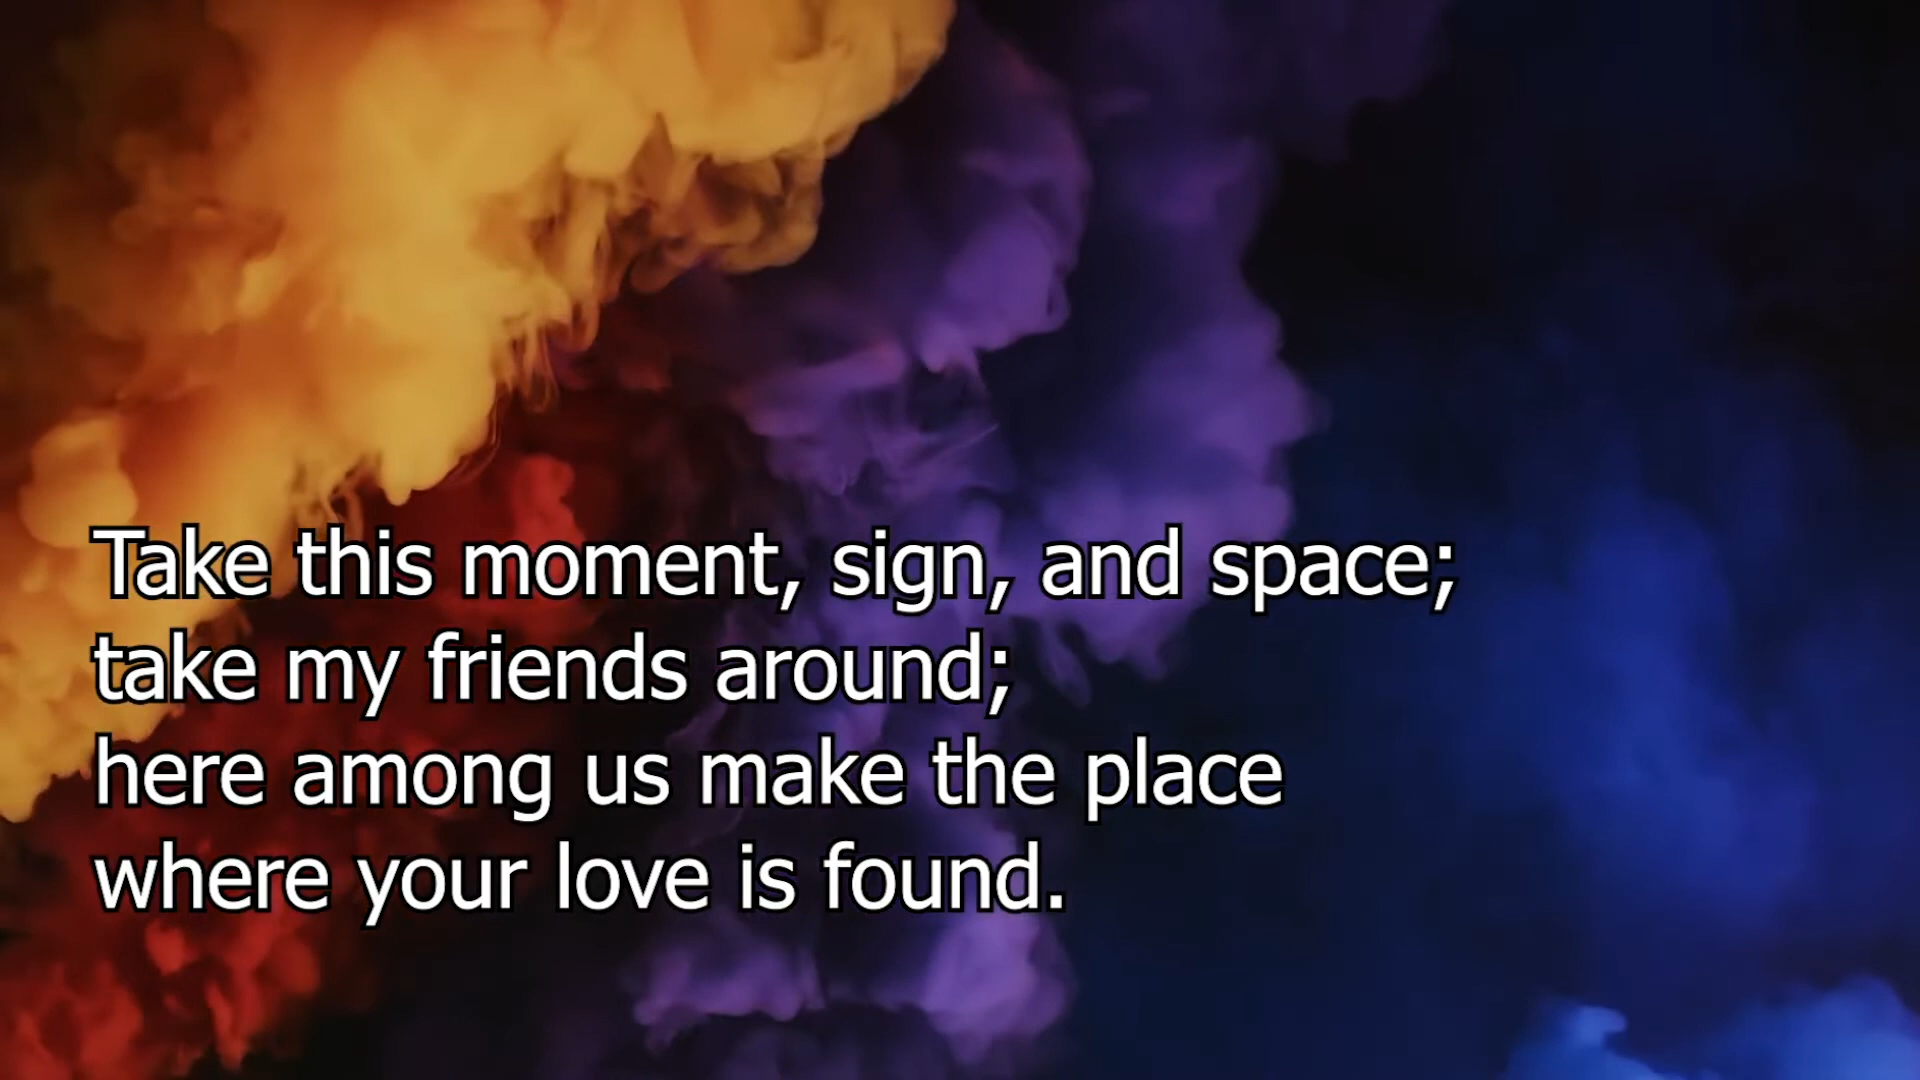 Take this moment, sign, and space;
take my friends around;
here among us make the place
where your love is found.